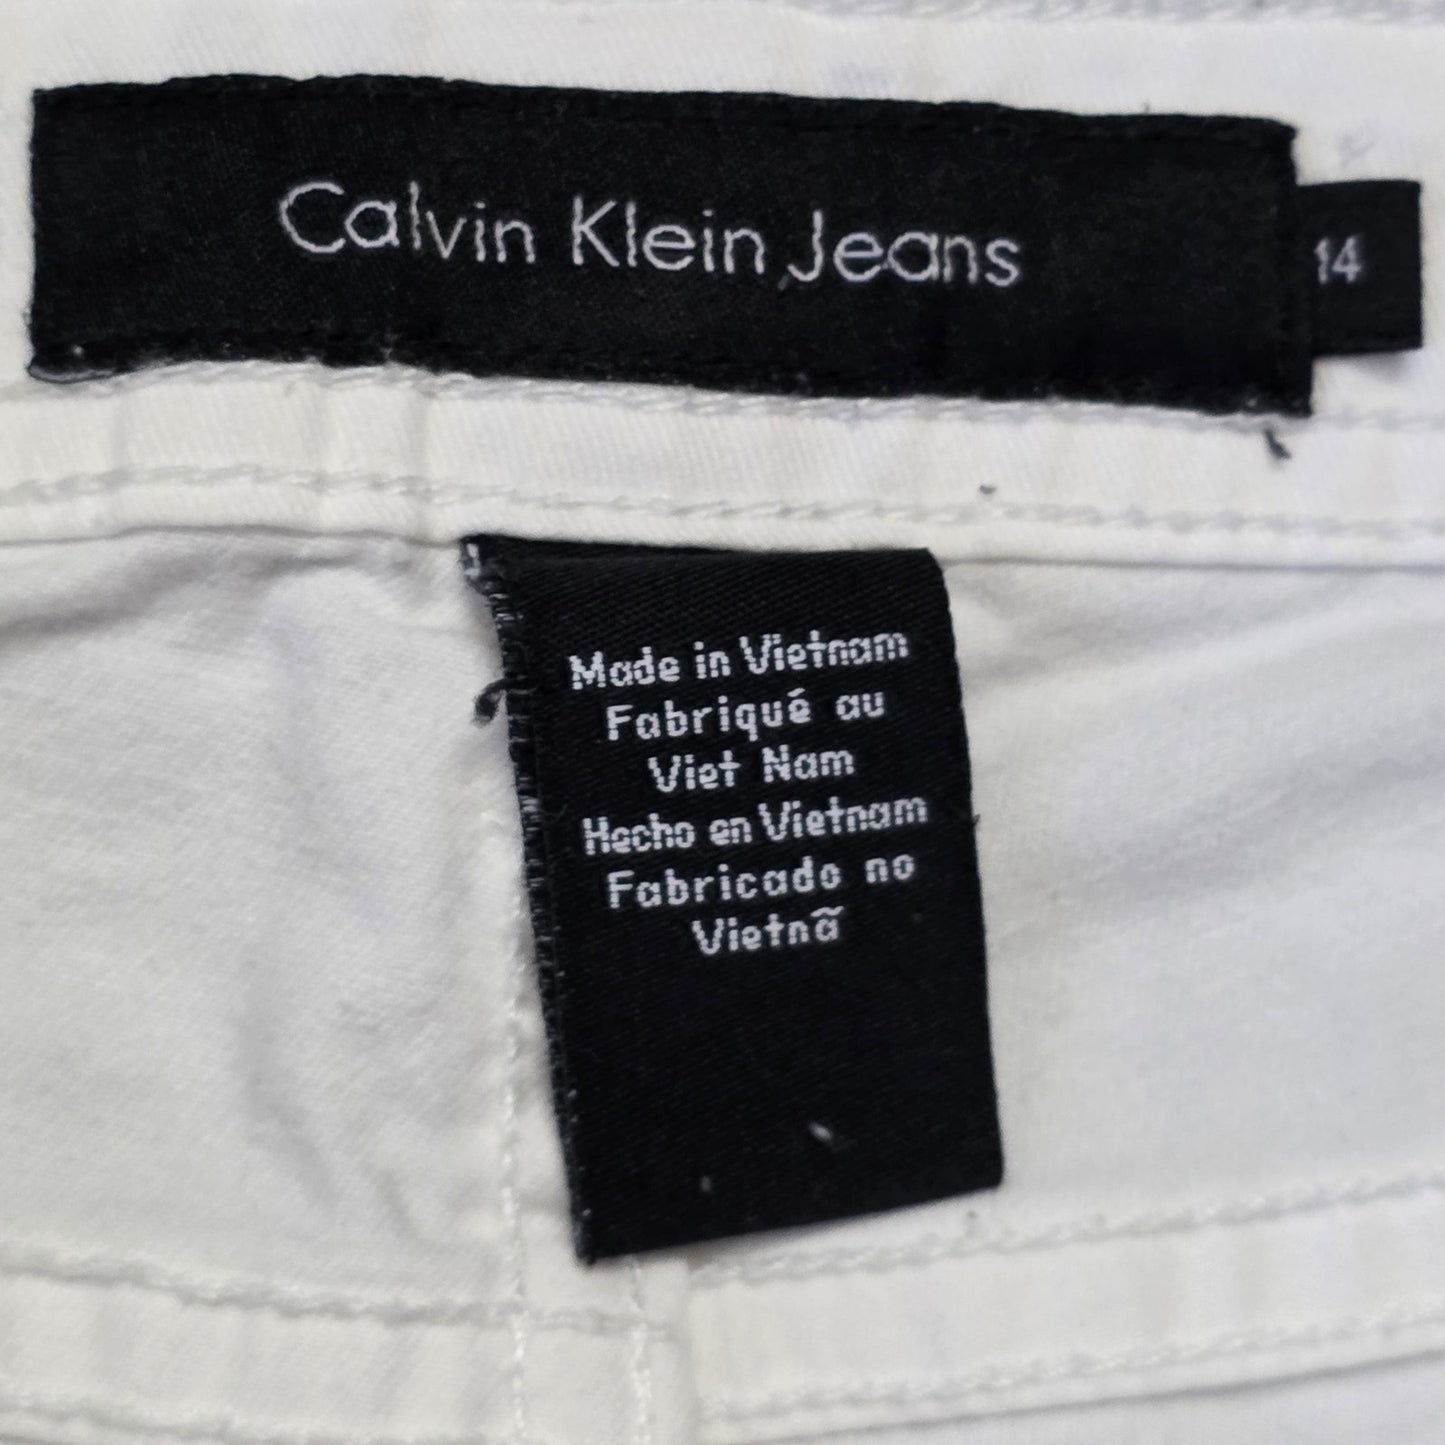 Calvin Klein Jeans
14
Made in Vietnam
Fabriqué au
Viet Nam
Hecho en Vietnam
Fabricado no
Vietnã